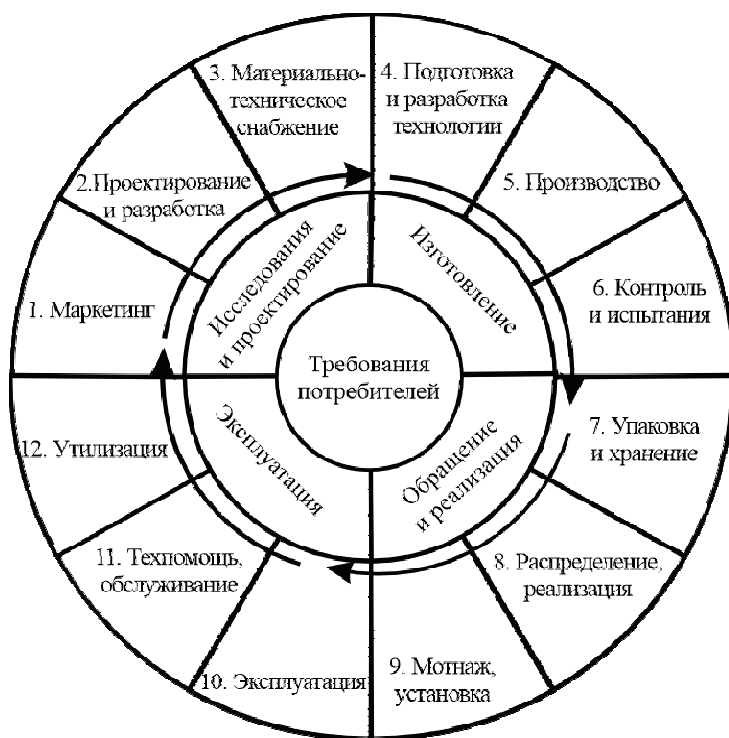 1. Маркетинг
2.Проектирование
и разработка
3. Материально-
техническое
снабжение
4. Подготовка
и разработка
технологии
5. Производство
6. Контроль
и испытания
7. Упаковка
и хранение
8. Распределение,
реализация
9. Мотнаж,
установка
10. Эксплуатация
11. Техпомощь,
обслуживание
12. Утилизация
Исследования
и проектирование
Изготовление
Обращение
и реализация
Эксплуатация
Требования
потребителей